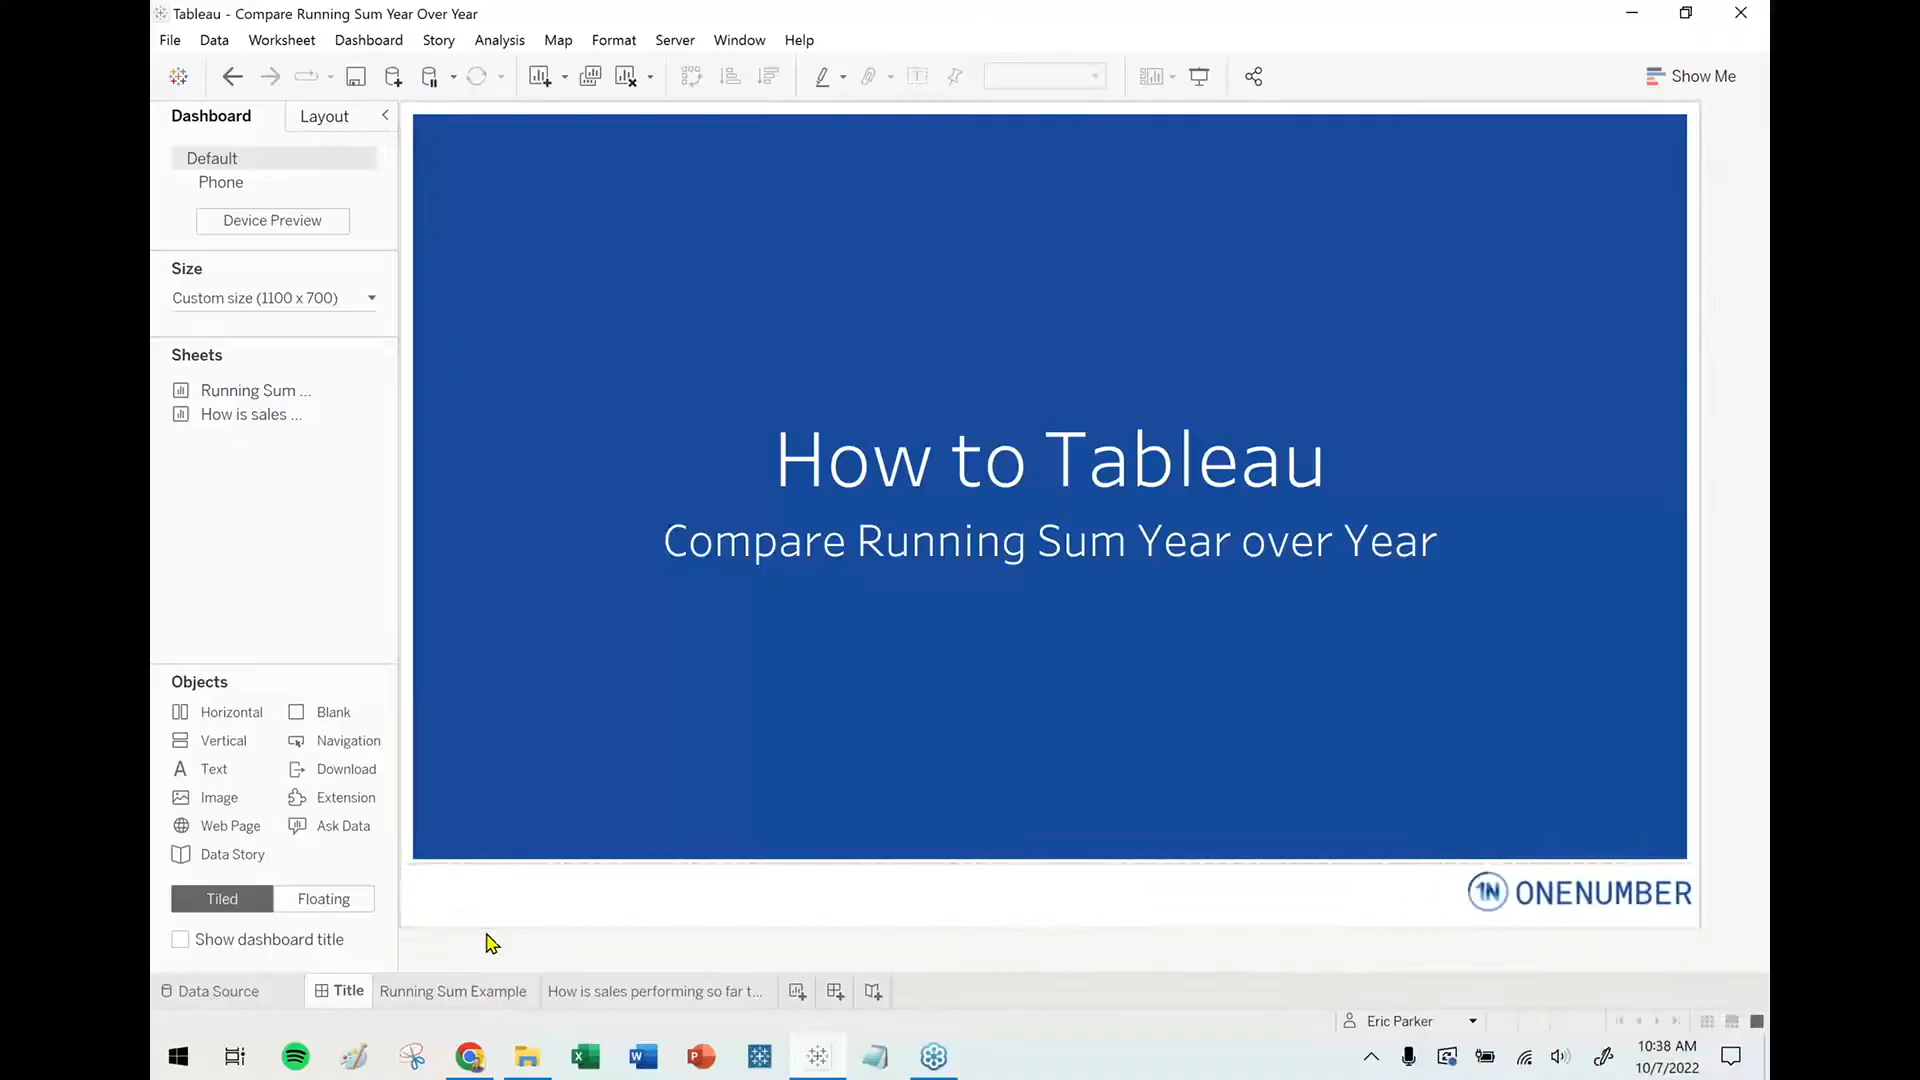 Tableau - Compare Running Sum Year Over Year
File Data Worksheet Dashboard Story Analysis Map Format Server Window Help
Show Me
Dashboard Layout
Default
Phone
Device Preview
Size
Custom size (1100 x 700)
Sheets
Running Sum ...
How is sales ...
How to Tableau
Compare Running Sum Year over Year
Objects
Horizontal Blank
Vertical Navigation
A Text Download
Image Extension
Web Page Ask Data
Data Story
Tiled Floating
Show dashboard title
1N ONENUMBER
Data Source Title Running Sum Example How is sales performing so far t...
Eric Parker
10:38 AM
10/7/2022